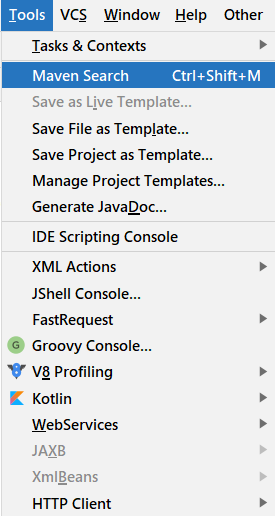 Tools VCS Window Help Other
Tasks & Contexts
Maven Search Ctrl+Shift+M
Save as Live Template...
Save File as Template...
Save Project as Template...
Manage Project Templates...
Generate JavaDoc...
IDE Scripting Console
XML Actions
JShell Console...
FastRequest
G Groovy Console...
V8 Profiling
Kotlin
WebServices
JAXB
XmlBeans
HTTP Client